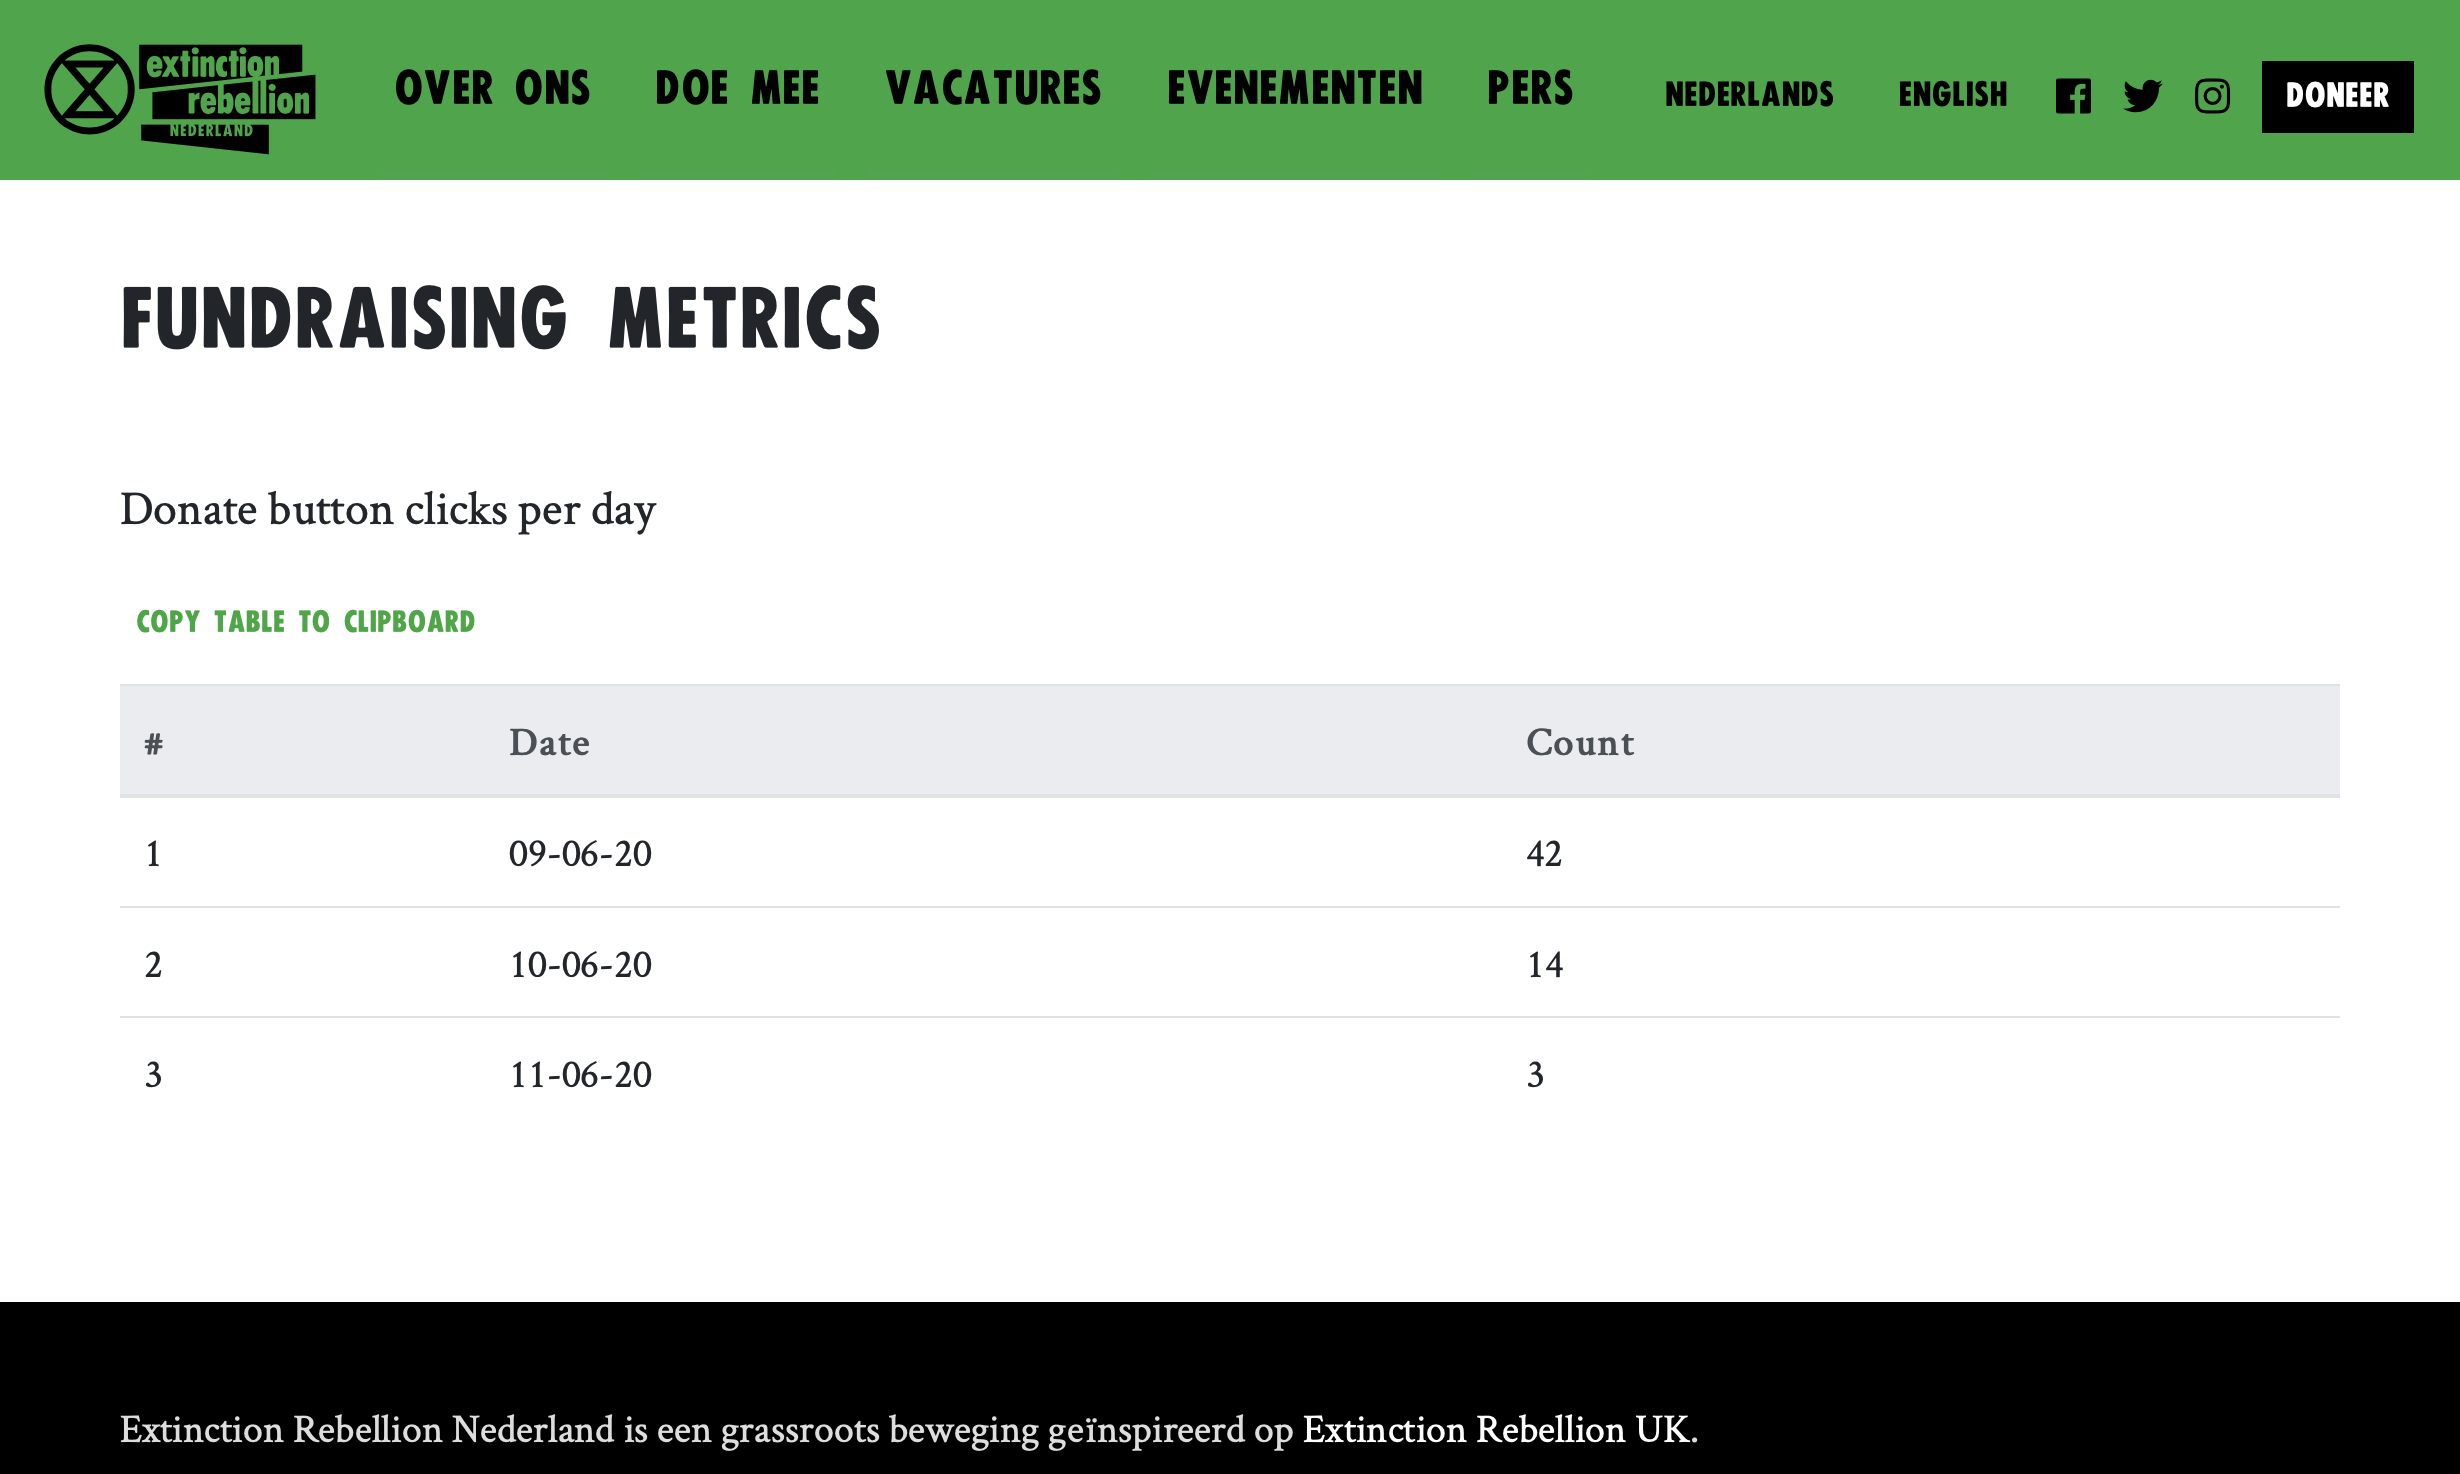 extinction
rebellion
NEDERLAND
OVER ONS DOE MEE VACATURES EVENEMENTEN PERS NEDERLANDS ENGLISH DONEER
FUNDRAISING METRICS
Donate button clicks per day
COPY TABLE TO CLIPBOARD
# Date Count
1 09-06-20 42
2 10-06-20 14
3 11-06-20 3
Extinction Rebellion Nederland is een grassroots beweging geïnspireerd op Extinction Rebellion UK.